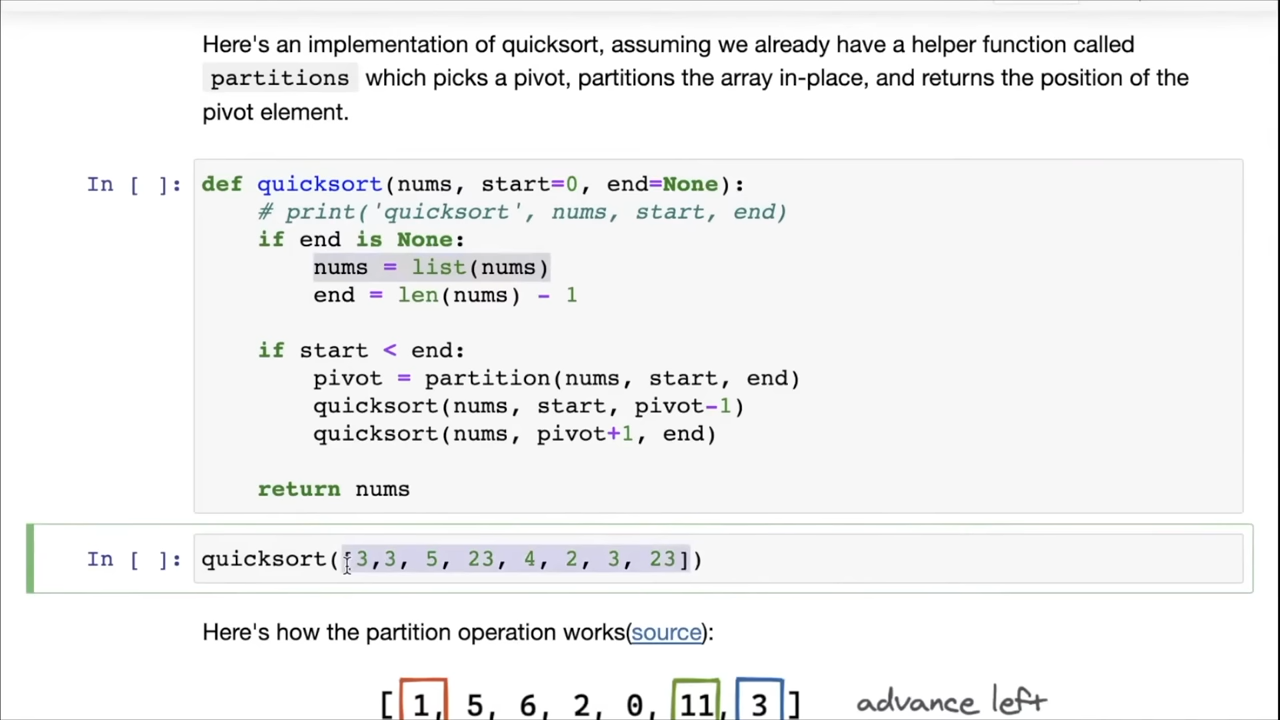 Here's an implementation of quicksort, assuming we already have a helper function called
partitions which picks a pivot, partitions the array in-place, and returns the position of the
pivot element.
In [ ]: def quicksort(nums, start=0, end=None):
# print('quicksort', nums, start, end)
if end is None:
nums = list(nums)
end = len(nums) - 1
if start < end:
pivot = partition(nums, start, end)
quicksort(nums, start, pivot-1)
quicksort(nums, pivot+1, end)
return nums
In [ ]: quicksort([3,3, 5, 23, 4, 2, 3, 23])
Here's how the partition operation works(source):
[ 1, 5, 6, 2, 0, 11, 3 ] advance left